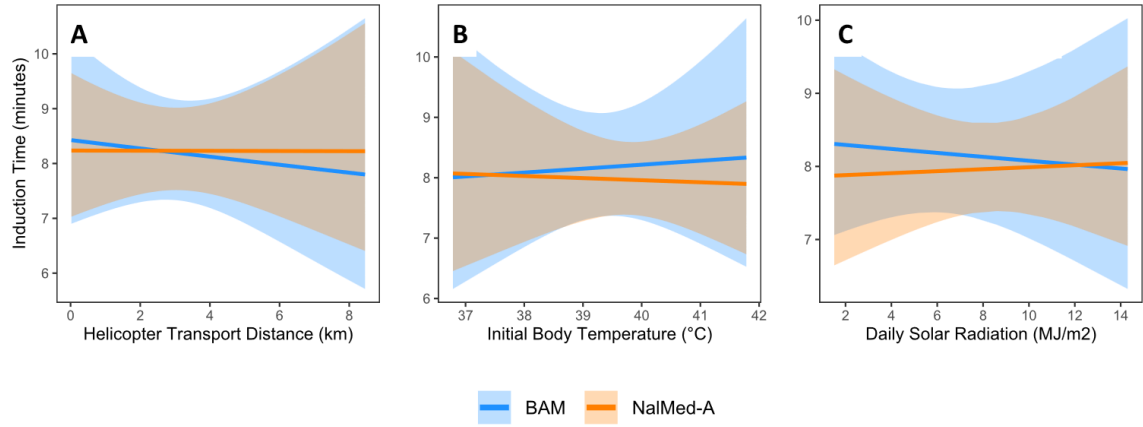 A
B
C
Induction Time (minutes)
10
9
8
7
6
10
9
8
7
6
10
9
8
7
0 2 4 6 8
37 38 39 40 41 42
2 4 6 8 10 12 14
Helicopter Transport Distance (km)
Initial Body Temperature (°C)
Daily Solar Radiation (MJ/m2)
BAM NalMed-A